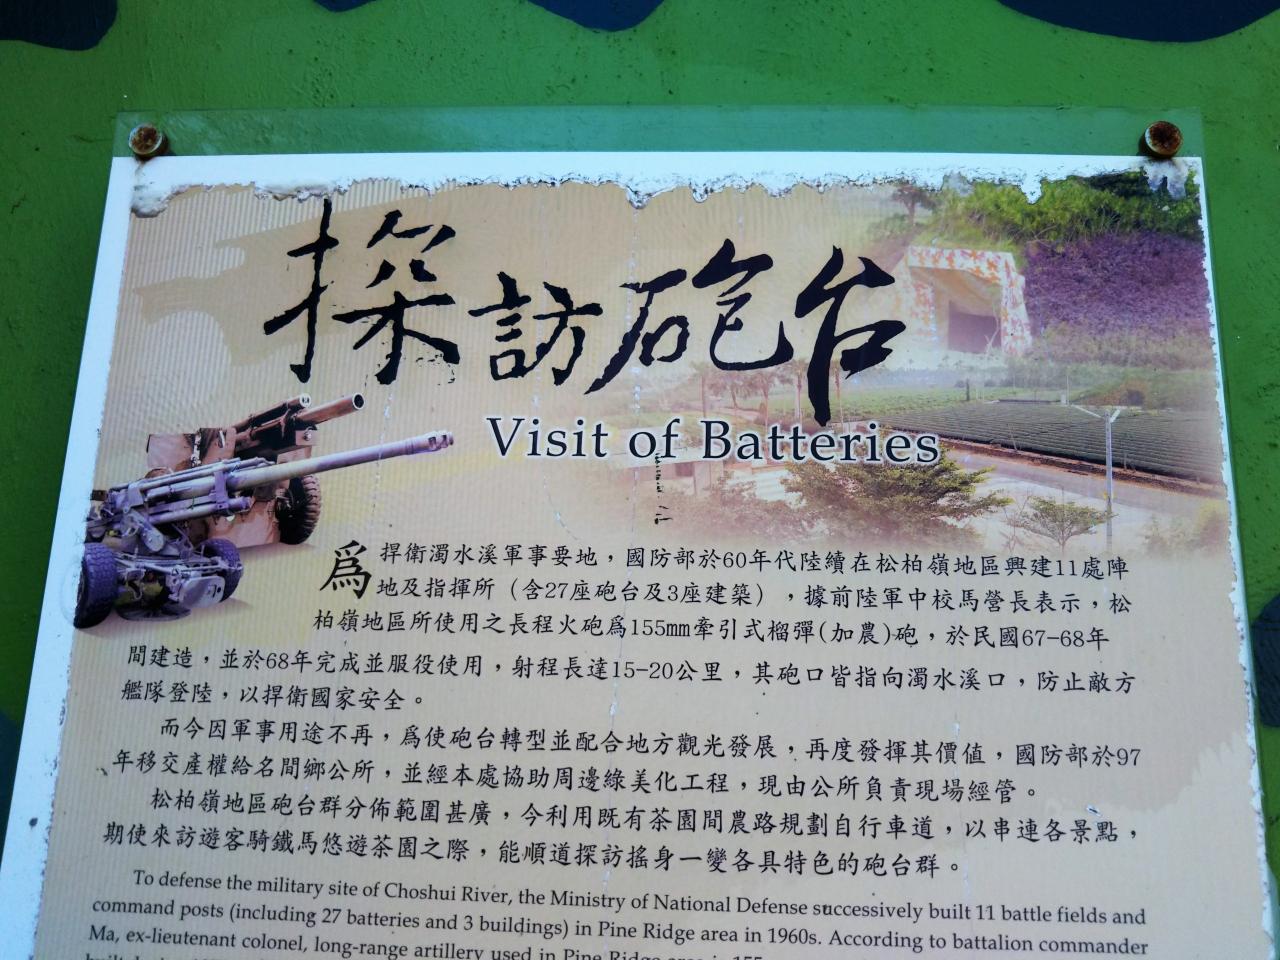 探訪砲台
Visit of Batteries
為捍衛濁水溪軍事要地，國防部於60年代陸續在松柏嶺地區興建11處陣
地及指揮所（含27座砲台及3座建築），據前陸軍中校馬營長表示，松
柏嶺地區所使用之長程火砲為155mm牽引式榴彈(加農)砲，於民國67-68年
間建造，並於68年完成並服役使用，射程長達15-20公里，其砲口皆指向濁水溪口，防止敵方
艦隊登陸，以捍衛國家安全。
而今因軍事用途不再，為使砲台轉型並配合地方觀光發展，再度發揮其價值，國防部於97
年移交產權給名間鄉公所，並經本處協助周邊綠美化工程，現由公所負責現場經管。
松柏嶺地區砲台群分佈範圍甚廣，今利用既有茶園間農路規劃自行車道，以串連各景點，
期使來訪遊客騎鐵馬悠遊茶園之際，能順道探訪搖身一變各具特色的砲台群。
To defense the military site of Choshui River, the Ministry of National Defense successively built 11 battle fields and
command posts (including 27 batteries and 3 buildings) in Pine Ridge area in 1960s. According to battalion commander
Ma, ex-lieutenant colonel, long-range artillery used in Pine Ridge area is 155